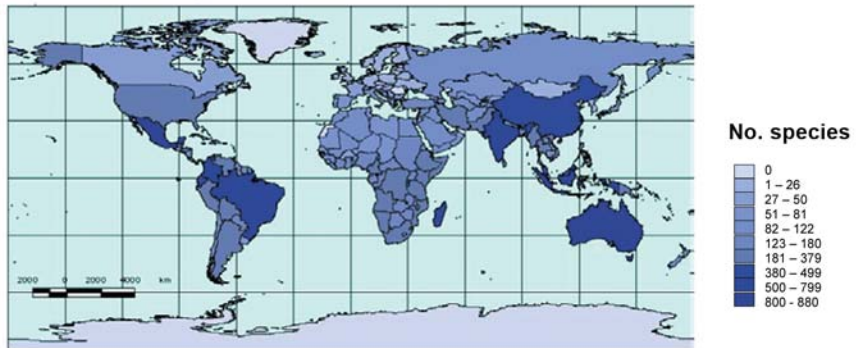 No. species
0
1 – 26
27 – 50
51 – 81
82 – 122
123 – 180
181 – 379
380 – 499
500 – 799
800 - 880
2000 0 2000 4000 km